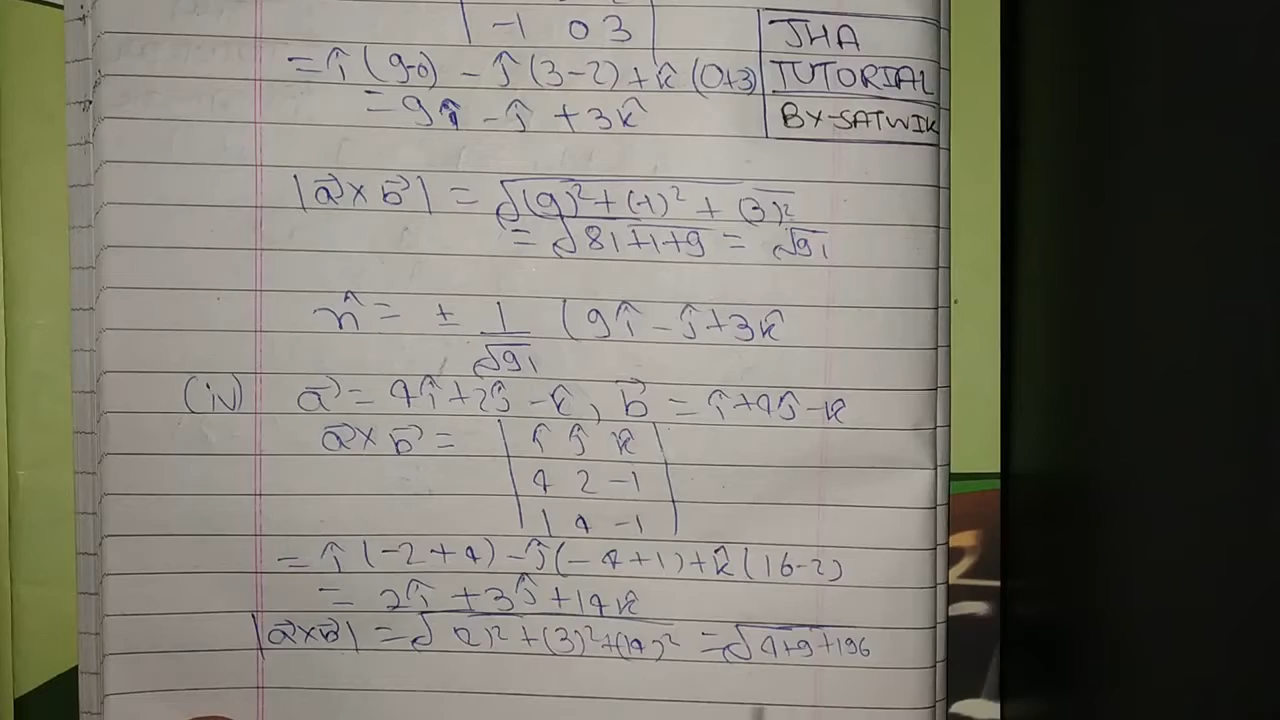 | -1 0 3 |
= î (9-0) - ĵ (3-2) + k̂ (0+3)
= 9î - ĵ + 3k̂
JHA
TUTORIAL
BY-SATWIK
|a⃗ × b⃗| = √(9)² + (-1)² + (3)²
= √81+1+9 = √91
n̂ = ± 1/√91 (9î - ĵ + 3k̂
(iv) a⃗ = 4î + 2ĵ - k̂, b⃗ = î + 4ĵ - k̂
a⃗ × b⃗ = | î ĵ k̂ |
| 4 2 -1 |
| 1 4 -1 |
= î (-2+4) - ĵ (-4+1) + k̂ (16-2)
= 2î + 3ĵ + 14k̂
|a⃗ × b⃗| = √(2)² + (3)² + (14)² = √4+9+196